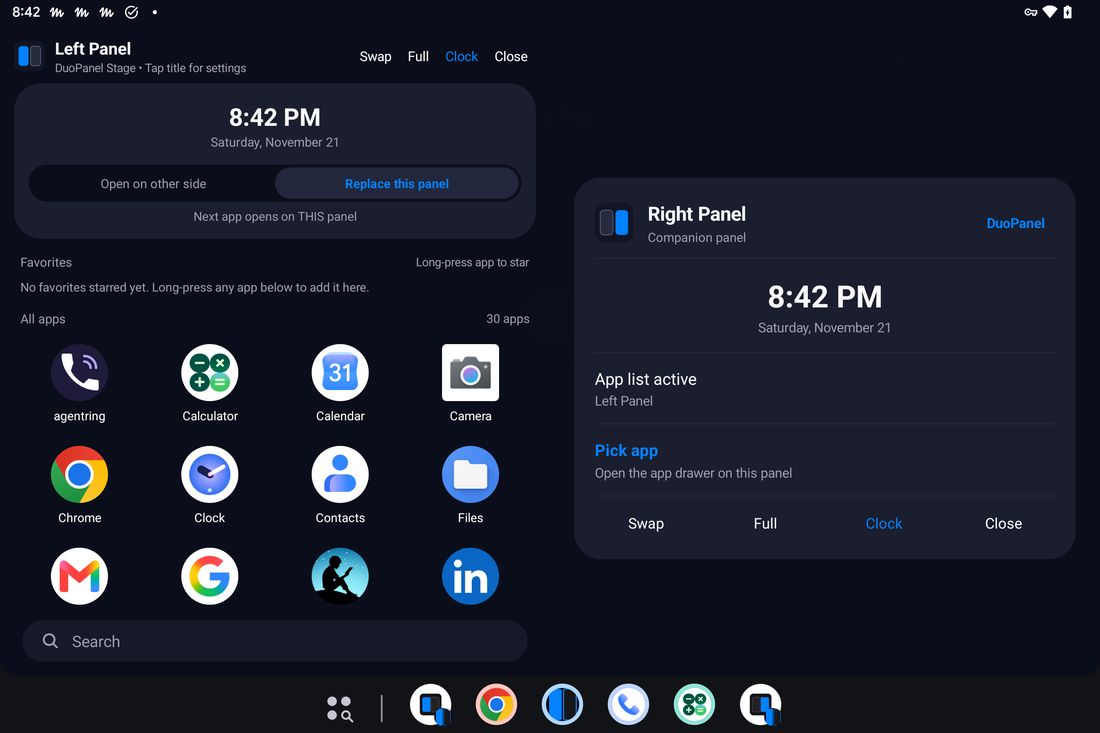 8:42
Left Panel
DuoPanel Stage • Tap title for settings
Swap Full Clock Close
8:42 PM
Saturday, November 21
Open on other side Replace this panel
Next app opens on THIS panel
Favorites Long-press app to star
No favorites starred yet. Long-press any app below to add it here.
All apps 30 apps
31
agentring Calculator Calendar Camera
Chrome Clock Contacts Files
in
Search
Right Panel
Companion panel
DuoPanel
8:42 PM
Saturday, November 21
App list active
Left Panel
Pick app
Open the app drawer on this panel
Swap Full Clock Close